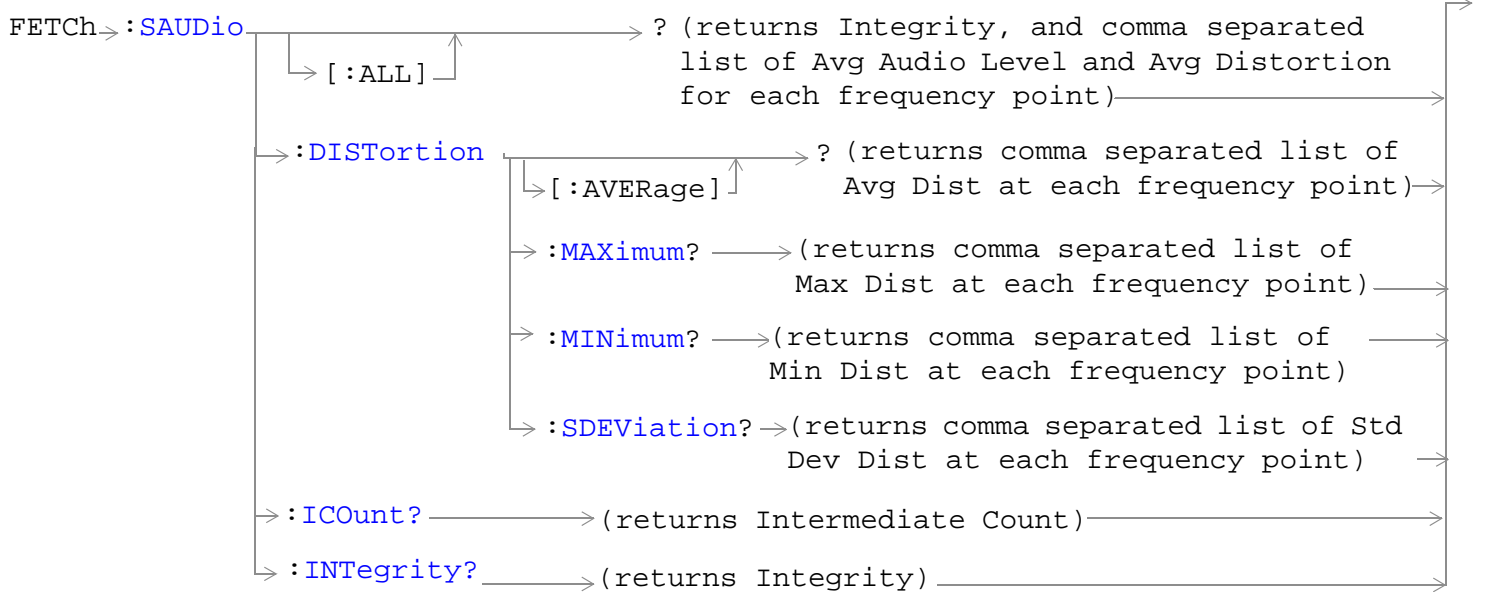 FETCh :SAUDio ? (returns Integrity, and comma separated
[:ALL] list of Avg Audio Level and Avg Distortion
for each frequency point)
:DISTortion ? (returns comma separated list of
[:AVERage] Avg Dist at each frequency point)
:MAXimum? (returns comma separated list of
Max Dist at each frequency point)
:MINimum? (returns comma separated list of
Min Dist at each frequency point)
:SDEViation? (returns comma separated list of Std
Dev Dist at each frequency point)
:ICOunt? (returns Intermediate Count)
:INTegrity? (returns Integrity)